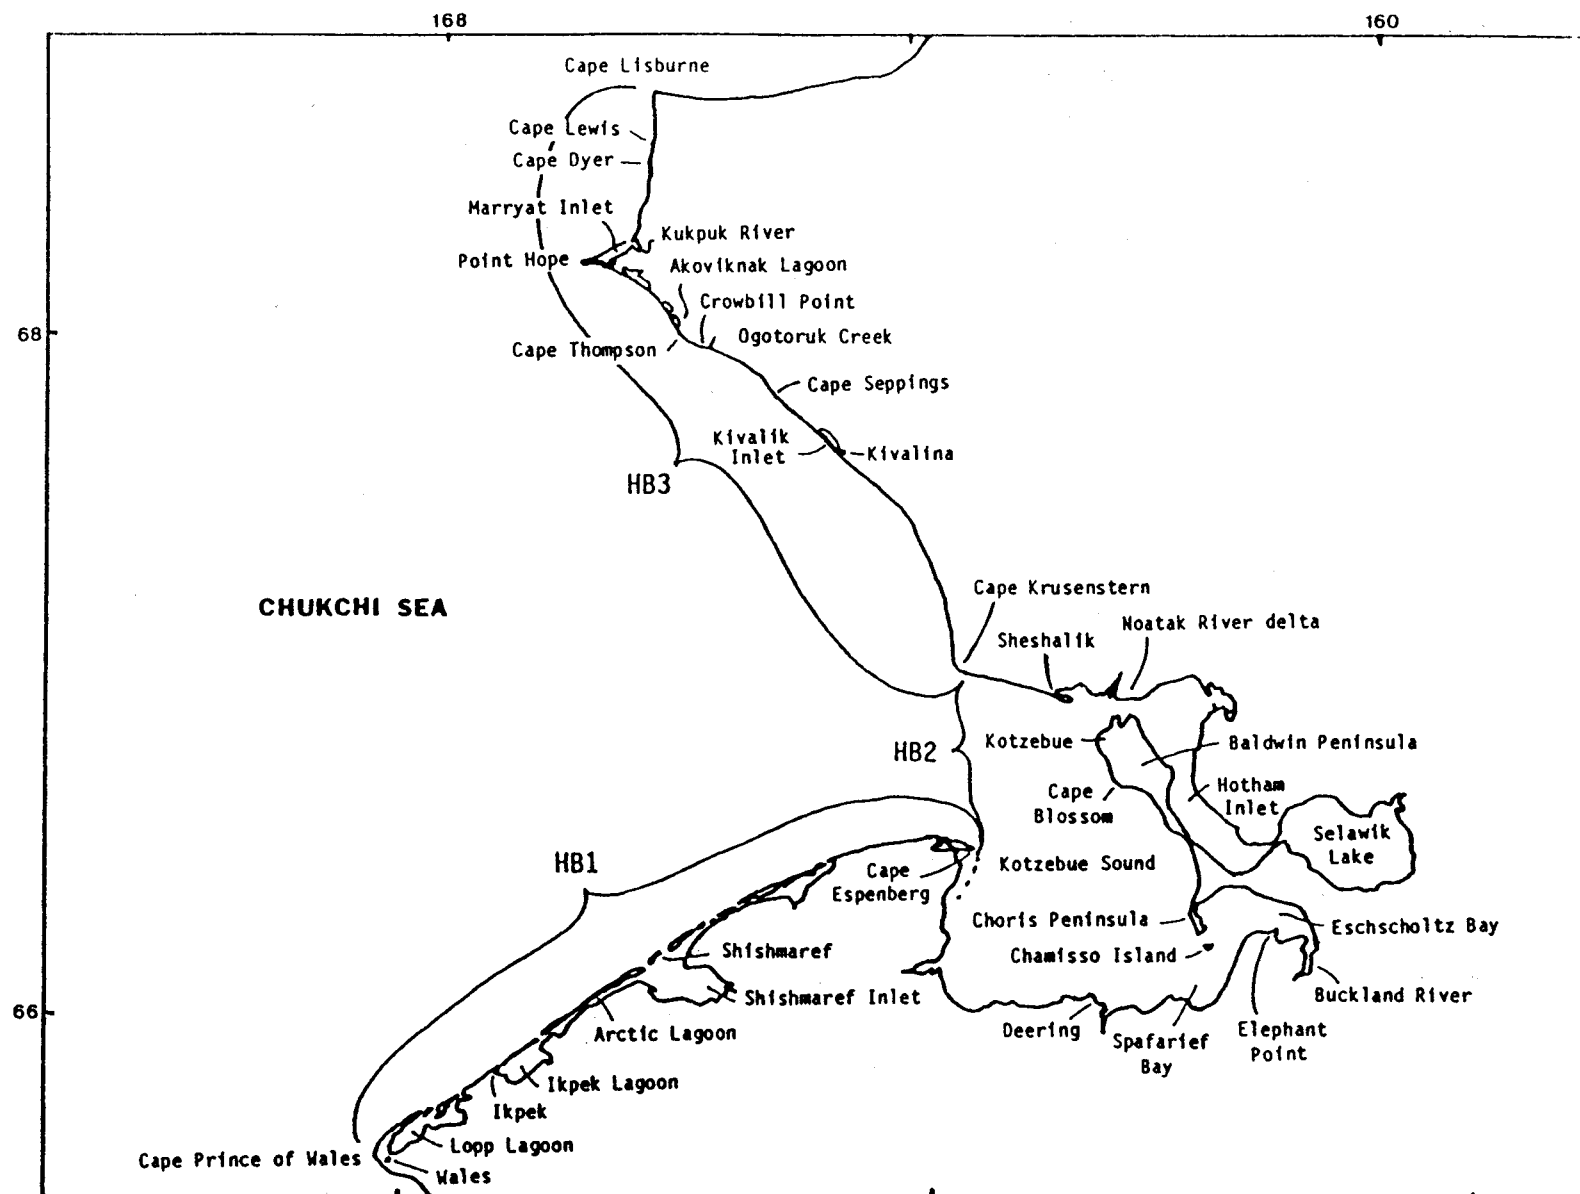 168
160
Cape Lisburne
Cape Lewis
Cape Dyer
Marryat Inlet
Kukpuk River
Point Hope
Akoviknak Lagoon
Crowbill Point
68
Ogotoruk Creek
Cape Thompson
Cape Seppings
Kivalik
Inlet
Kivalina
HB3
Cape Krusenstern
CHUKCHI SEA
Noatak River delta
Sheshalik
Kotzebue
Baldwin Peninsula
HB2
Hotham
Inlet
Cape
Blossom
Selawik
Lake
HB1
Kotzebue Sound
Cape
Espenberg
Choris Peninsula
Eschscholtz Bay
Shishmaref
Chamisso Island
Shishmaref Inlet
Buckland River
66
Arctic Lagoon
Deering
Spafarief
Bay
Elephant
Point
Ikpek Lagoon
Ikpek
Lopp Lagoon
Cape Prince of Wales
Wales